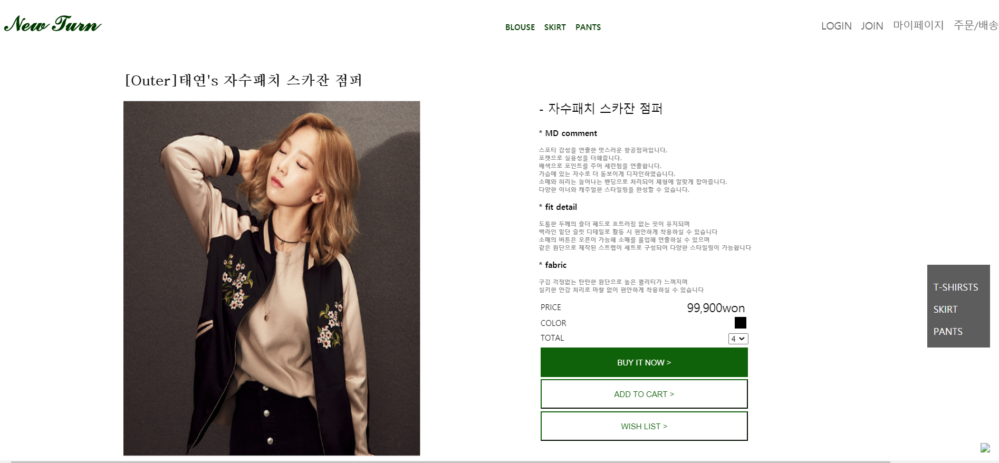 New Turn
BLOUSE SKIRT PANTS
LOGIN JOIN 마이페이지 주문/배송
[Outer]태연's 자수패치 스카잔 점퍼
- 자수패치 스카잔 점퍼
* MD comment
스포티 감성을 연출한 멋스러운 항공점퍼입니다.
포켓으로 실용성을 더해줍니다.
배색으로 포인트를 주어 세련됨을 연출합니다.
가슴에 있는 자수로 더 돋보이게 디자인하였습니다.
소매와 허리는 늘어나는 밴딩으로 처리되어 체형에 알맞게 잡아줍니다.
다양한 이너와 캐주얼한 스타일링을 완성할 수 있습니다.
* fit detail
도톰한 두께의 숄더 패드로 흐트러짐 없는 핏이 유지되며
백라인 밑단 슬릿 디테일로 활동 시 편안하게 착용하실 수 있습니다
소매의 버튼은 오픈이 가능해 소매를 롤업해 연출하실 수 있으며
같은 원단으로 제작된 스트랩이 세트로 구성되어 다양한 스타일링이 가능합니다
* fabric
구김 걱정없는 탄탄한 원단으로 높은 퀄리티가 느껴지며
실키한 안감 처리로 마찰 없이 편안하게 착용하실 수 있습니다
PRICE 99,900won
COLOR
TOTAL 4
BUY IT NOW >
ADD TO CART >
WISH LIST >
T-SHIRSTS
SKIRT
PANTS